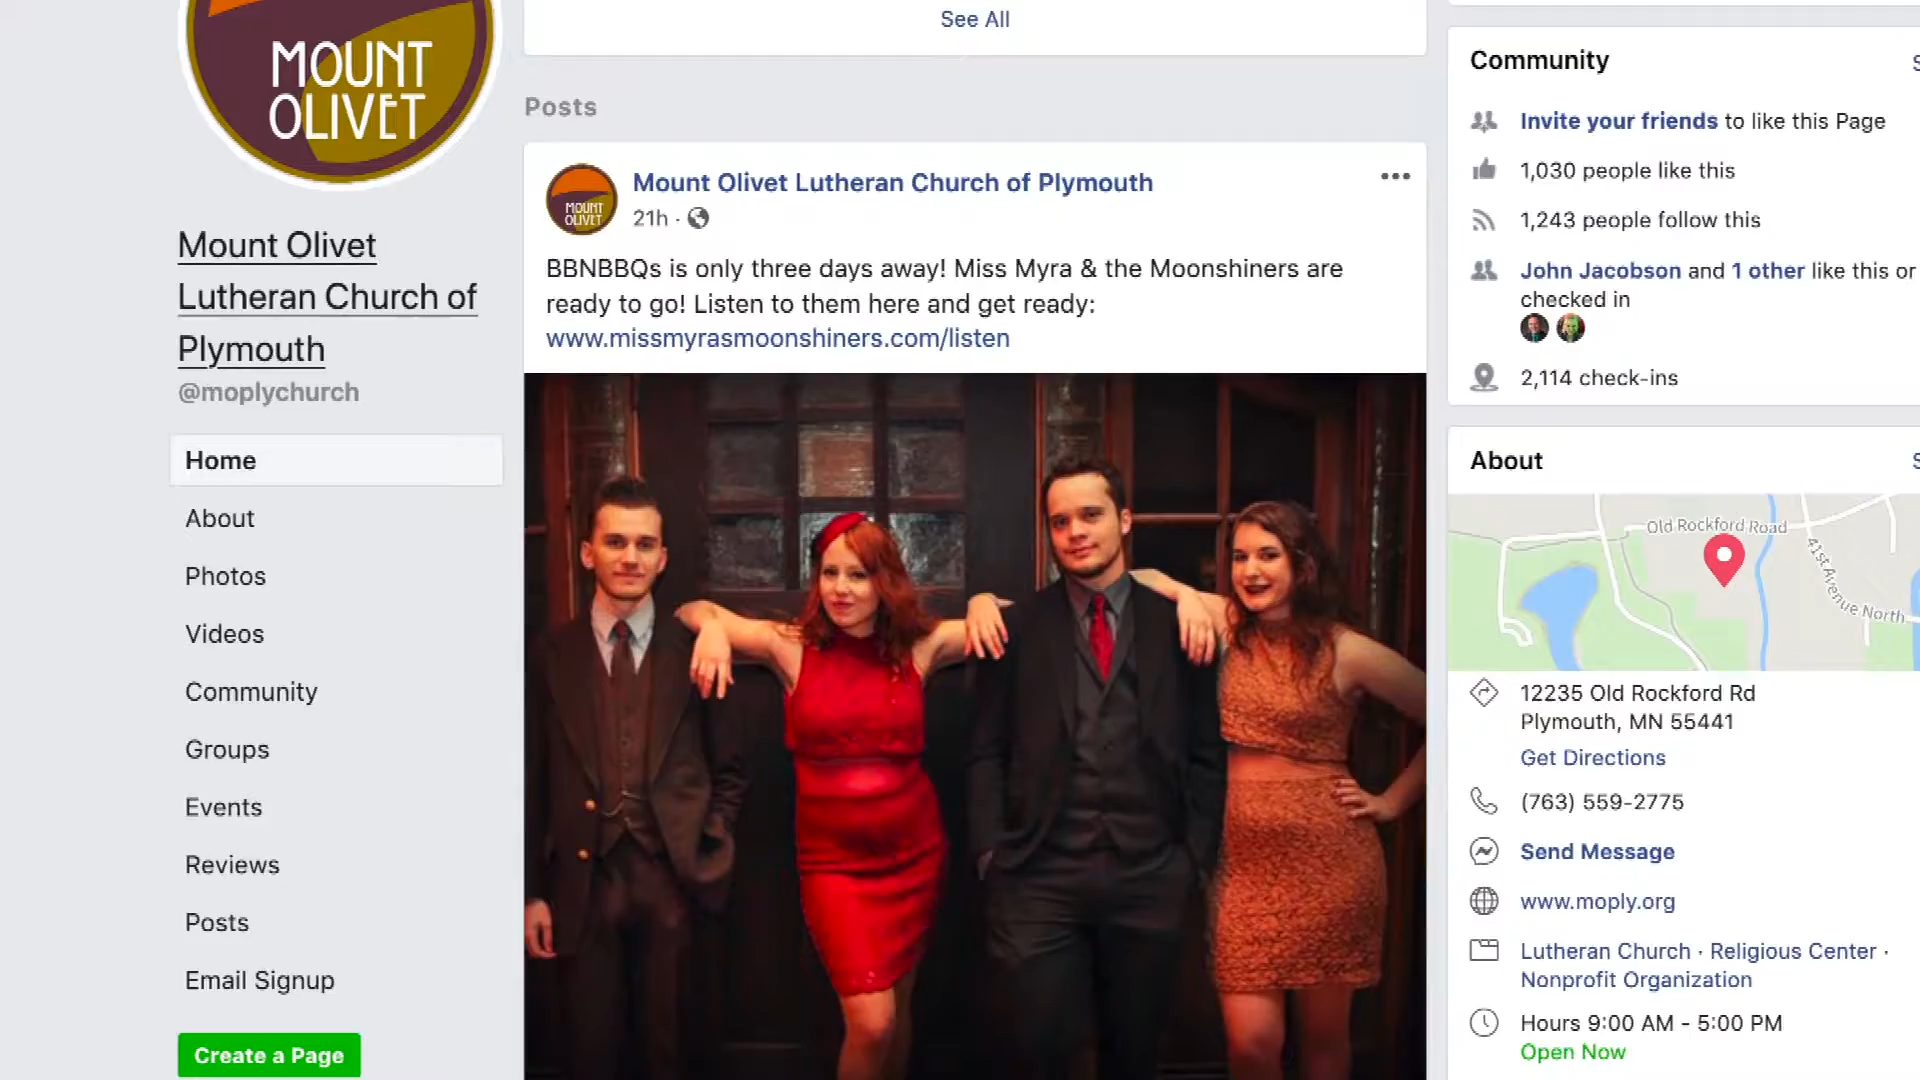 MOUNT
OLIVET
Mount Olivet
Lutheran Church of
Plymouth
@moplychurch
Home
About
Photos
Videos
Community
Groups
Events
Reviews
Posts
Email Signup
Create a Page
See All
Posts
MOUNT
OLIVET
Mount Olivet Lutheran Church of Plymouth
21h ·
BBNBBQs is only three days away! Miss Myra & the Moonshiners are
ready to go! Listen to them here and get ready:
www.missmyrasmoonshiners.com/listen
Community
Invite your friends to like this Page
1,030 people like this
1,243 people follow this
John Jacobson and 1 other like this or
checked in
2,114 check-ins
About
Old Rockford Road
41st Avenue North
12235 Old Rockford Rd
Plymouth, MN 55441
Get Directions
(763) 559-2775
Send Message
www.moply.org
Lutheran Church · Religious Center ·
Nonprofit Organization
Hours 9:00 AM - 5:00 PM
Open Now